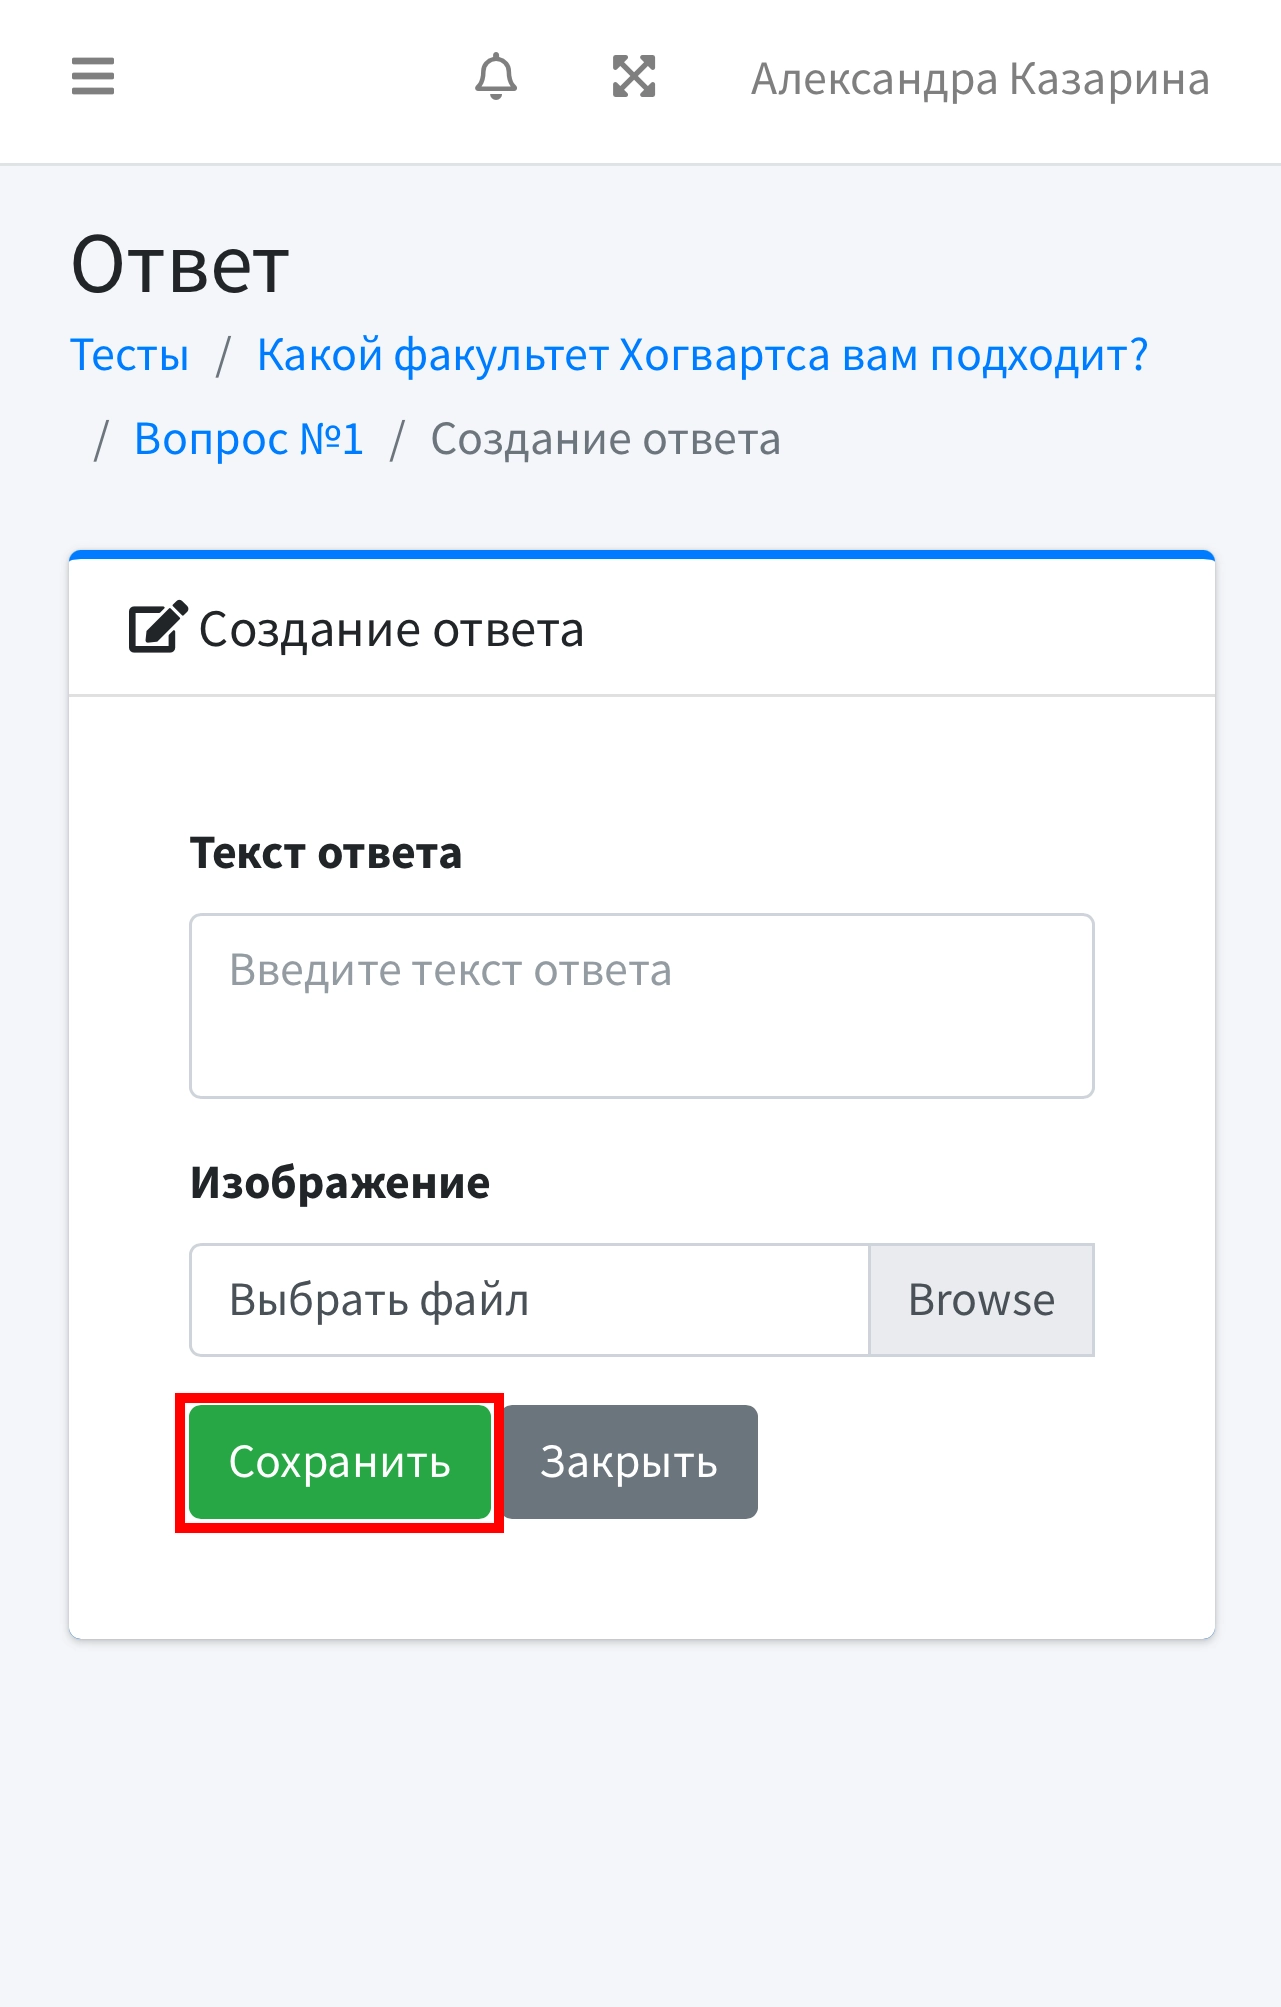 Александра Казарина
Ответ
Тесты / Какой факультет Хогвартса вам подходит?
/ Вопрос №1 / Создание ответа
Создание ответа
Текст ответа
Введите текст ответа
Изображение
Выбрать файл Browse
Сохранить Закрыть